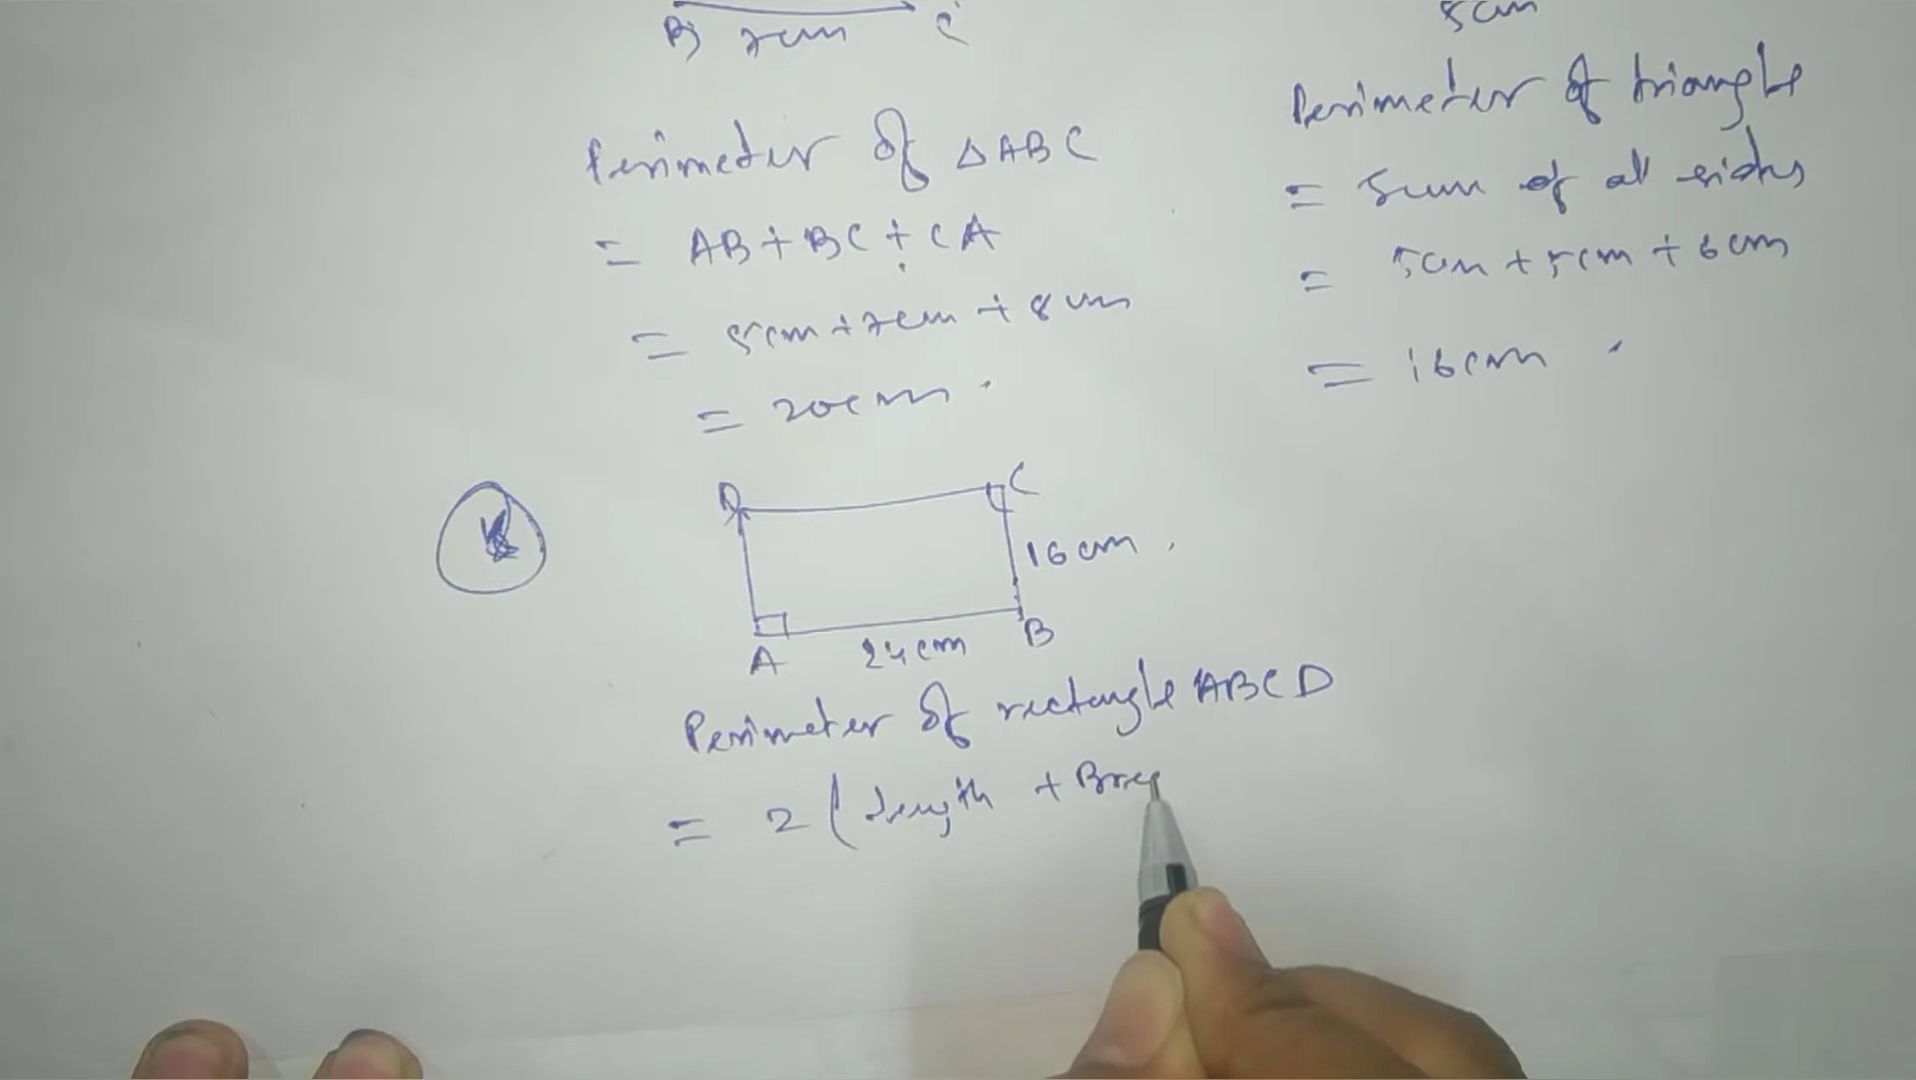 B 7cm C
Perimeter of △ABC
= AB + BC + CA
= 5cm + 7cm + 8cm
= 20cm.
5cm
Perimeter of triangle
= Sum of all sides
= 5cm + 5cm + 6cm
= 16cm.
D C
16cm.
A 24cm B
Perimeter of rectangle ABCD
= 2 (Length + Brea